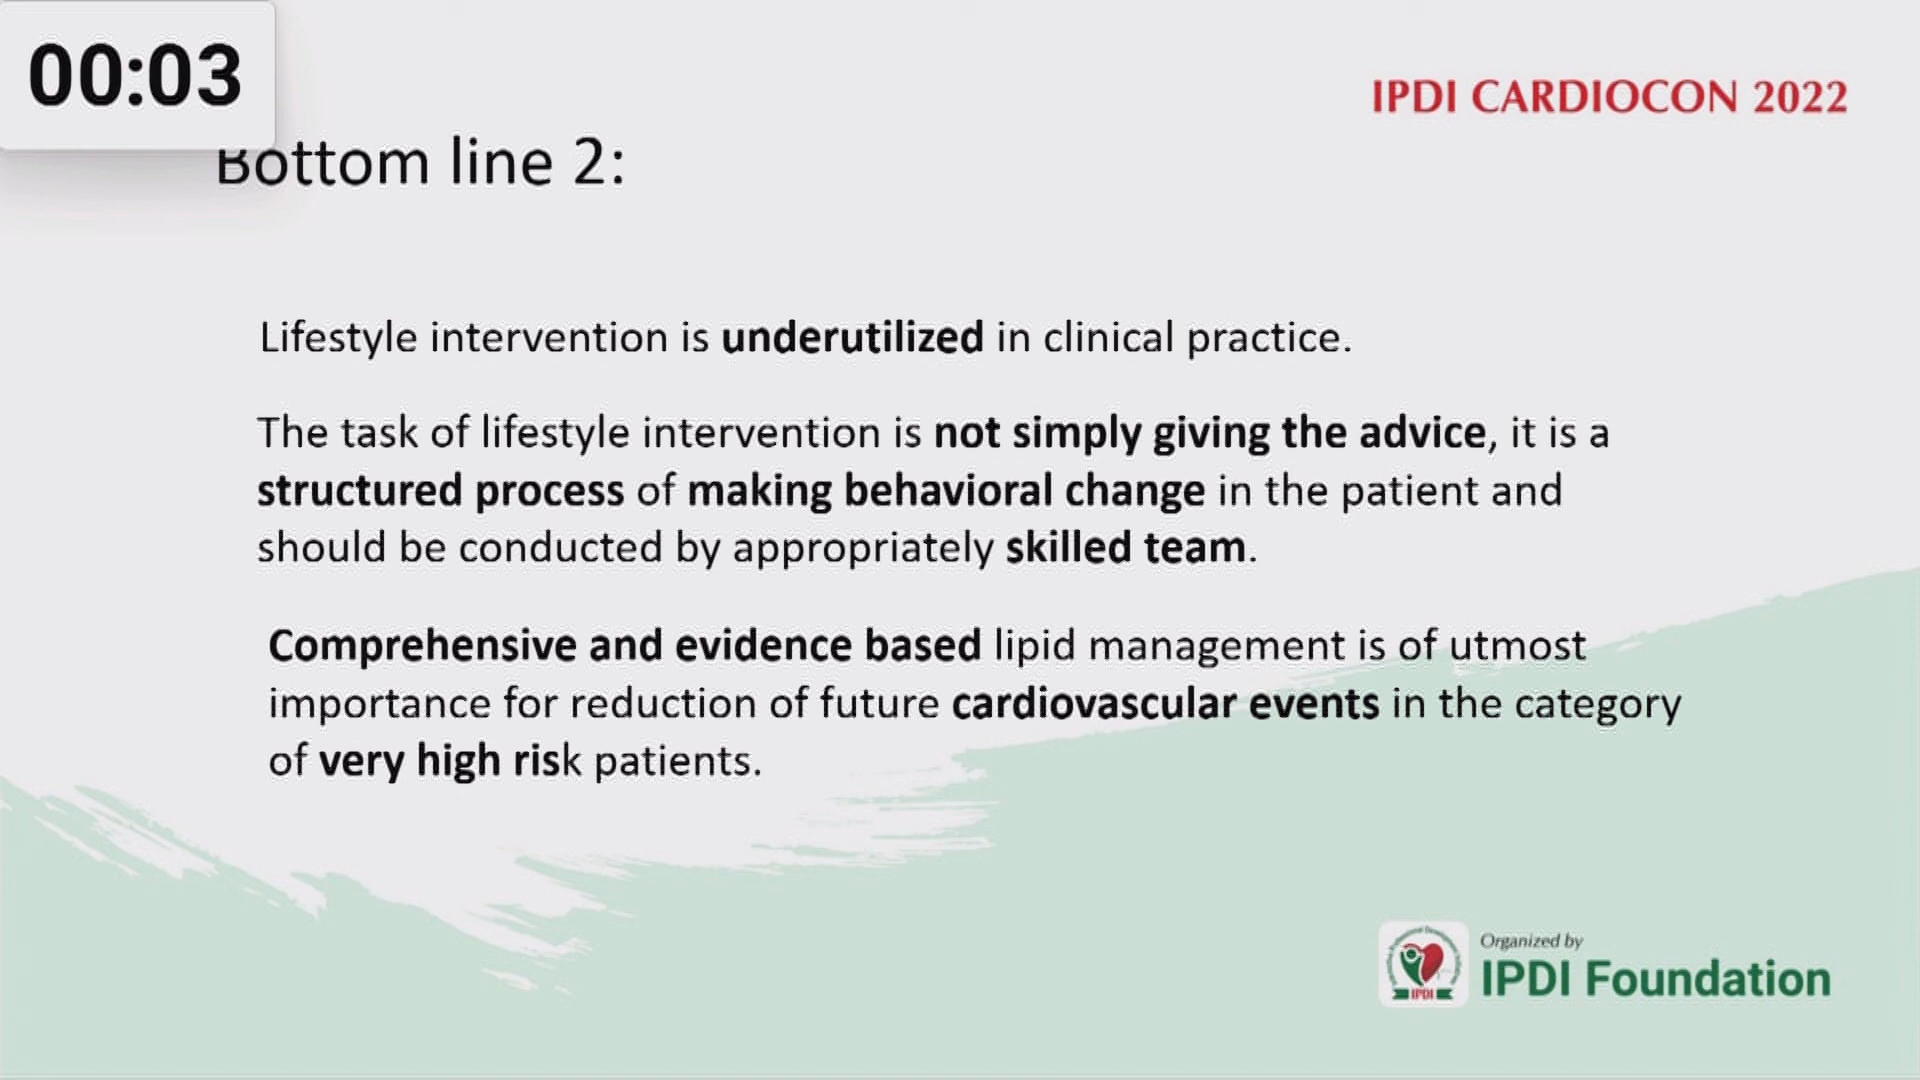 00:03
IPDI CARDIOCON 2022
Bottom line 2:
Lifestyle intervention is underutilized in clinical practice.
The task of lifestyle intervention is not simply giving the advice, it is a
structured process of making behavioral change in the patient and
should be conducted by appropriately skilled team.
Comprehensive and evidence based lipid management is of utmost
importance for reduction of future cardiovascular events in the category
of very high risk patients.
Organized by
IPDI Foundation
IPDI